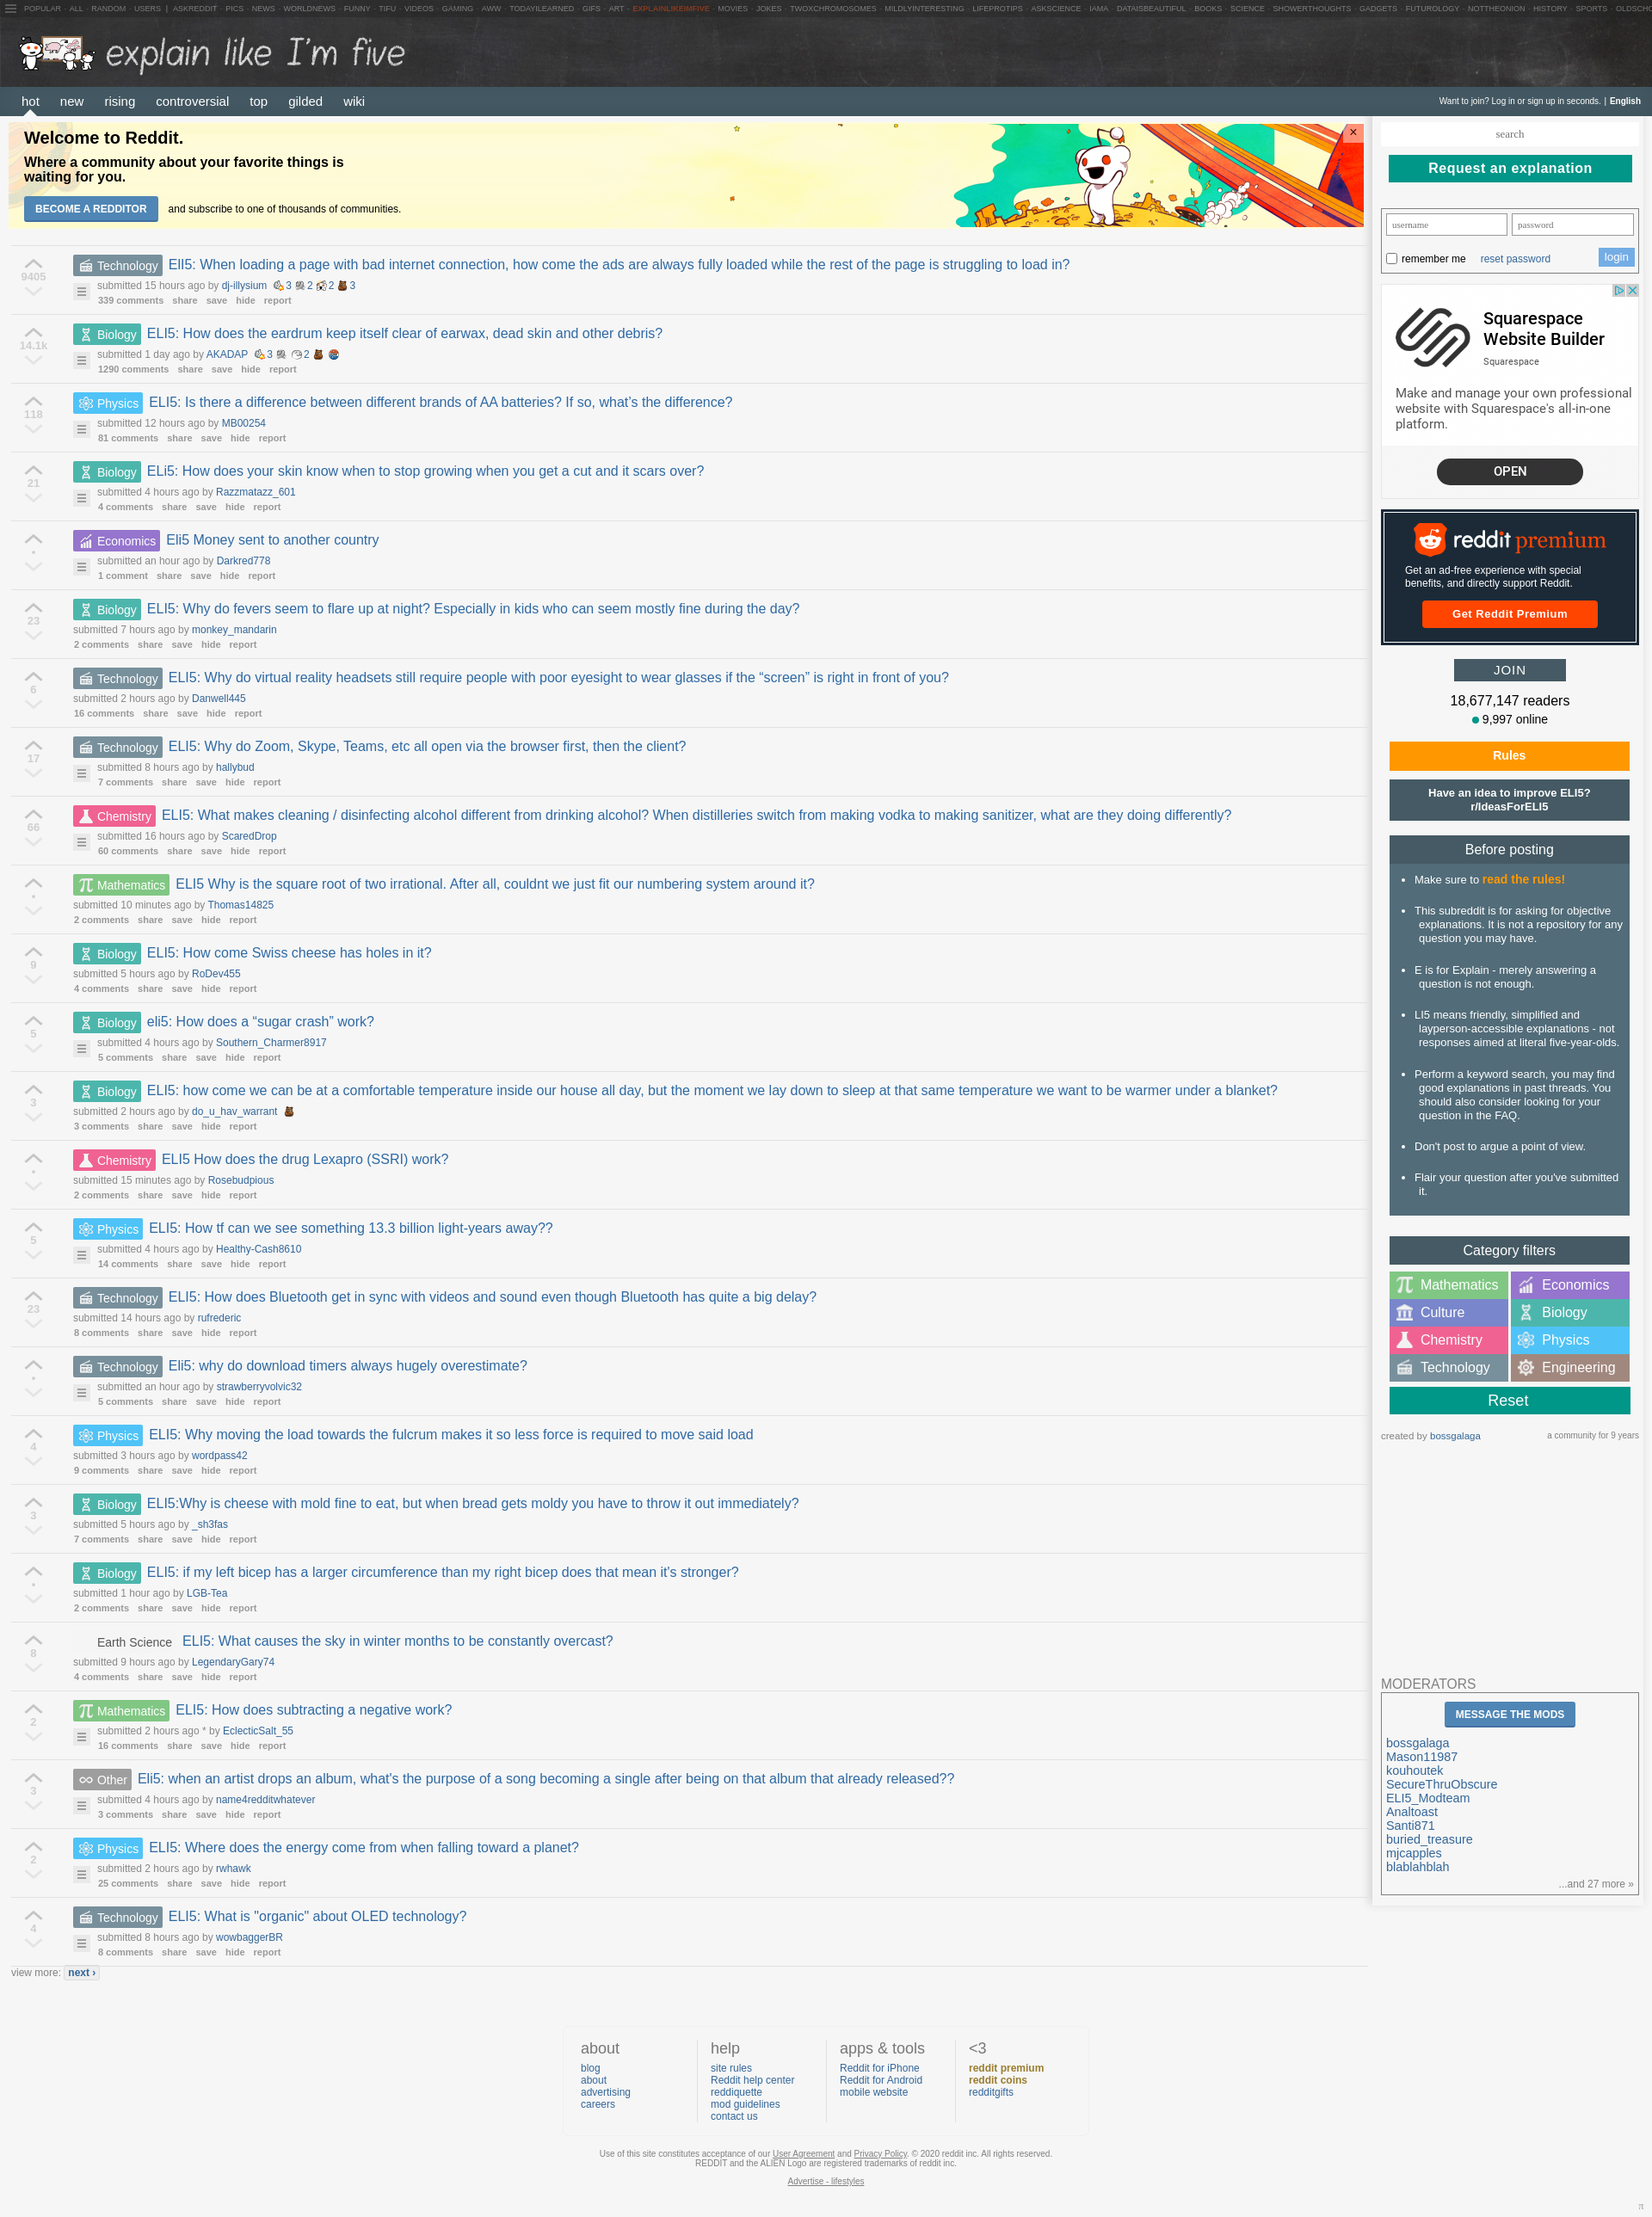 POPULAR - ALL - RANDOM - USERS | ASKREDDIT - PICS - NEWS - WORLDNEWS - FUNNY - TIFU - VIDEOS - GAMING - AWW - TODAYILEARNED - GIFS - ART - EXPLAINLIKEIMFIVE - MOVIES - JOKES - TWOXCHROMOSOMES - MILDLYINTERESTING - LIFEPROTIPS - ASKSCIENCE - IAMA - DATAISBEAUTIFUL - BOOKS - SCIENCE - SHOWERTHOUGHTS - GADGETS - FUTUROLOGY - NOTTHEONION - HISTORY - SPORTS - OLDSCHO
explain like I'm five
hot new rising controversial top gilded wiki
Want to join? Log in or sign up in seconds. | English
Welcome to Reddit.
Where a community about your favorite things is
waiting for you.
BECOME A REDDITOR and subscribe to one of thousands of communities.
×
9405
Technology ElI5: When loading a page with bad internet connection, how come the ads are always fully loaded while the rest of the page is struggling to load in?
submitted 15 hours ago by dj-illysium 3 2 2 3
339 comments share save hide report
14.1k
Biology ELI5: How does the eardrum keep itself clear of earwax, dead skin and other debris?
submitted 1 day ago by AKADAP 3 2
1290 comments share save hide report
118
Physics ELI5: Is there a difference between different brands of AA batteries? If so, what's the difference?
submitted 12 hours ago by MB00254
81 comments share save hide report
21
Biology ELi5: How does your skin know when to stop growing when you get a cut and it scars over?
submitted 4 hours ago by Razzmatazz_601
4 comments share save hide report
•
Economics Eli5 Money sent to another country
submitted an hour ago by Darkred778
1 comment share save hide report
23
Biology ELI5: Why do fevers seem to flare up at night? Especially in kids who can seem mostly fine during the day?
submitted 7 hours ago by monkey_mandarin
2 comments share save hide report
6
Technology ELI5: Why do virtual reality headsets still require people with poor eyesight to wear glasses if the “screen” is right in front of you?
submitted 2 hours ago by Danwell445
16 comments share save hide report
17
Technology ELI5: Why do Zoom, Skype, Teams, etc all open via the browser first, then the client?
submitted 8 hours ago by hallybud
7 comments share save hide report
66
Chemistry ELI5: What makes cleaning / disinfecting alcohol different from drinking alcohol? When distilleries switch from making vodka to making sanitizer, what are they doing differently?
submitted 16 hours ago by ScaredDrop
60 comments share save hide report
•
Mathematics ELI5 Why is the square root of two irrational. After all, couldnt we just fit our numbering system around it?
submitted 10 minutes ago by Thomas14825
2 comments share save hide report
9
Biology ELI5: How come Swiss cheese has holes in it?
submitted 5 hours ago by RoDev455
4 comments share save hide report
5
Biology eli5: How does a “sugar crash” work?
submitted 4 hours ago by Southern_Charmer8917
5 comments share save hide report
3
Biology ELI5: how come we can be at a comfortable temperature inside our house all day, but the moment we lay down to sleep at that same temperature we want to be warmer under a blanket?
submitted 2 hours ago by do_u_hav_warrant
3 comments share save hide report
•
Chemistry ELI5 How does the drug Lexapro (SSRI) work?
submitted 15 minutes ago by Rosebudpious
2 comments share save hide report
5
Physics ELI5: How tf can we see something 13.3 billion light-years away??
submitted 4 hours ago by Healthy-Cash8610
14 comments share save hide report
23
Technology ELI5: How does Bluetooth get in sync with videos and sound even though Bluetooth has quite a big delay?
submitted 14 hours ago by rufrederic
8 comments share save hide report
•
Technology Eli5: why do download timers always hugely overestimate?
submitted an hour ago by strawberryvolvic32
5 comments share save hide report
4
Physics ELI5: Why moving the load towards the fulcrum makes it so less force is required to move said load
submitted 3 hours ago by wordpass42
9 comments share save hide report
3
Biology ELI5:Why is cheese with mold fine to eat, but when bread gets moldy you have to throw it out immediately?
submitted 5 hours ago by _sh3fas
7 comments share save hide report
•
Biology ELI5: if my left bicep has a larger circumference than my right bicep does that mean it's stronger?
submitted 1 hour ago by LGB-Tea
2 comments share save hide report
8
Earth Science ELI5: What causes the sky in winter months to be constantly overcast?
submitted 9 hours ago by LegendaryGary74
4 comments share save hide report
2
Mathematics ELI5: How does subtracting a negative work?
submitted 2 hours ago * by EclecticSalt_55
16 comments share save hide report
3
Other Eli5: when an artist drops an album, what's the purpose of a song becoming a single after being on that album that already released??
submitted 4 hours ago by name4redditwhatever
3 comments share save hide report
2
Physics ELI5: Where does the energy come from when falling toward a planet?
submitted 2 hours ago by rwhawk
25 comments share save hide report
4
Technology ELI5: What is "organic" about OLED technology?
submitted 8 hours ago by wowbaggerBR
8 comments share save hide report
view more: next ›
search
Request an explanation
username password
remember me reset password login
Squarespace
Website Builder
Squarespace
Make and manage your own professional
website with Squarespace's all-in-one
platform.
OPEN
reddit premium
Get an ad-free experience with special
benefits, and directly support Reddit.
Get Reddit Premium
JOIN
18,677,147 readers
9,997 online
Rules
Have an idea to improve ELI5?
r/IdeasForELI5
Before posting
• Make sure to read the rules!
• This subreddit is for asking for objective
explanations. It is not a repository for any
question you may have.
• E is for Explain - merely answering a
question is not enough.
• LI5 means friendly, simplified and
layperson-accessible explanations - not
responses aimed at literal five-year-olds.
• Perform a keyword search, you may find
good explanations in past threads. You
should also consider looking for your
question in the FAQ.
• Don't post to argue a point of view.
• Flair your question after you've submitted
it.
Category filters
Mathematics Economics
Culture Biology
Chemistry Physics
Technology Engineering
Reset
created by bossgalaga a community for 9 years
MODERATORS
MESSAGE THE MODS
bossgalaga
Mason11987
kouhoutek
SecureThruObscure
ELI5_Modteam
Analtoast
Santi871
buried_treasure
mjcapples
blablahblah
...and 27 more »
about
blog
about
advertising
careers
help
site rules
Reddit help center
reddiquette
mod guidelines
contact us
apps & tools
Reddit for iPhone
Reddit for Android
mobile website
<3
reddit premium
reddit coins
redditgifts
Use of this site constitutes acceptance of our User Agreement and Privacy Policy. © 2020 reddit inc. All rights reserved.
REDDIT and the ALIEN Logo are registered trademarks of reddit inc.
Advertise - lifestyles
π